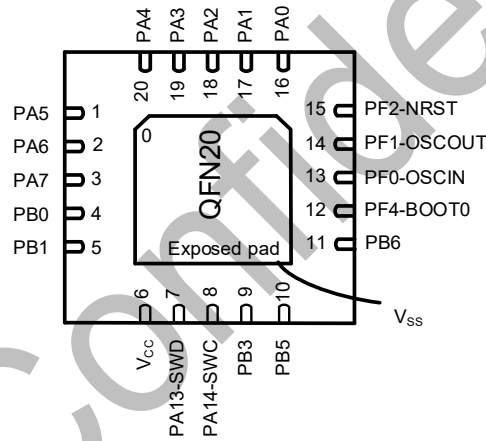 PA4
PA3
PA2
PA1
PA0
20
19
18
17
16
PA5 1
PA6 2
PA7 3
PB0 4
PB1 5
0
QFN20
Exposed pad
15 PF2-NRST
14 PF1-OSCOUT
13 PF0-OSCIN
12 PF4-BOOT0
11 PB6
6
7
8
9
10
VCC
PA13-SWD
PA14-SWC
PB3
PB5
VSS